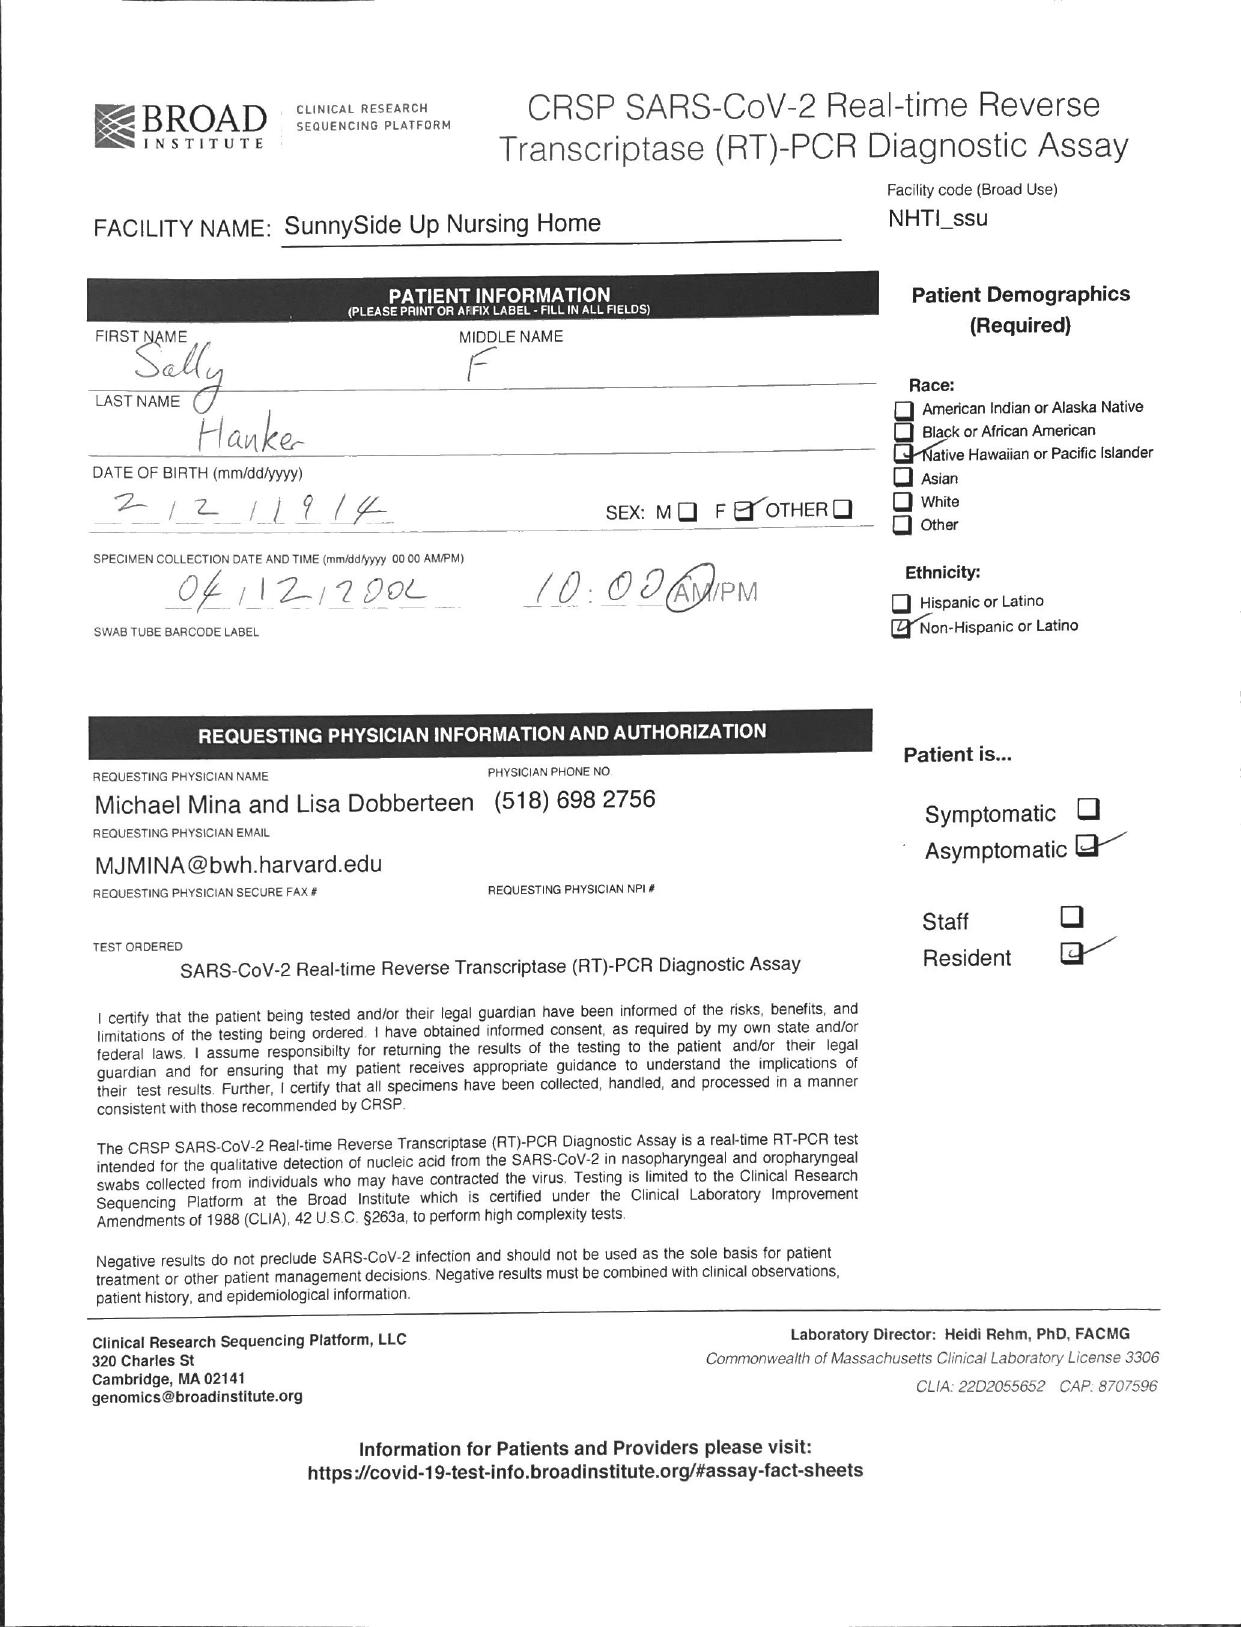 BROAD
INSTITUTE
CLINICAL RESEARCH
SEQUENCING PLATFORM
CRSP SARS-CoV-2 Real-time Reverse
Transcriptase (RT)-PCR Diagnostic Assay
Facility code (Broad Use)
NHTI_ssu
FACILITY NAME: SunnySide Up Nursing Home
PATIENT INFORMATION
(PLEASE PRINT OR AFFIX LABEL - FILL IN ALL FIELDS)
FIRST NAME MIDDLE NAME
Sally F
LAST NAME
Hanker
DATE OF BIRTH (mm/dd/yyyy)
2 / 2 / 1914
SEX: M F OTHER
SPECIMEN COLLECTION DATE AND TIME (mm/dd/yyyy 00 00 AM/PM)
04/12/200 10:00 AM/PM
SWAB TUBE BARCODE LABEL
Patient Demographics
(Required)
Race:
American Indian or Alaska Native
Black or African American
Native Hawaiian or Pacific Islander
Asian
White
Other
Ethnicity:
Hispanic or Latino
Non-Hispanic or Latino
REQUESTING PHYSICIAN INFORMATION AND AUTHORIZATION
REQUESTING PHYSICIAN NAME PHYSICIAN PHONE NO
Michael Mina and Lisa Dobberteen (518) 698 2756
REQUESTING PHYSICIAN EMAIL
MJMINA@bwh.harvard.edu
REQUESTING PHYSICIAN SECURE FAX # REQUESTING PHYSICIAN NPI #
TEST ORDERED
SARS-CoV-2 Real-time Reverse Transcriptase (RT)-PCR Diagnostic Assay
Patient is...
Symptomatic
Asymptomatic
Staff
Resident
I certify that the patient being tested and/or their legal guardian have been informed of the risks, benefits, and
limitations of the testing being ordered. I have obtained informed consent, as required by my own state and/or
federal laws. I assume responsibilty for returning the results of the testing to the patient and/or their legal
guardian and for ensuring that my patient receives appropriate guidance to understand the implications of
their test results. Further, I certify that all specimens have been collected, handled, and processed in a manner
consistent with those recommended by CRSP.
The CRSP SARS-CoV-2 Real-time Reverse Transcriptase (RT)-PCR Diagnostic Assay is a real-time RT-PCR test
intended for the qualitative detection of nucleic acid from the SARS-CoV-2 in nasopharyngeal and oropharyngeal
swabs collected from individuals who may have contracted the virus. Testing is limited to the Clinical Research
Sequencing Platform at the Broad Institute which is certified under the Clinical Laboratory Improvement
Amendments of 1988 (CLIA), 42 U.S.C. §263a, to perform high complexity tests.
Negative results do not preclude SARS-CoV-2 infection and should not be used as the sole basis for patient
treatment or other patient management decisions. Negative results must be combined with clinical observations,
patient history, and epidemiological information.
Clinical Research Sequencing Platform, LLC
320 Charles St
Cambridge, MA 02141
genomics@broadinstitute.org
Laboratory Director: Heidi Rehm, PhD, FACMG
Commonwealth of Massachusetts Clinical Laboratory License 3306
CLIA: 22D2055652 CAP: 8707596
Information for Patients and Providers please visit:
https://covid-19-test-info.broadinstitute.org/#assay-fact-sheets